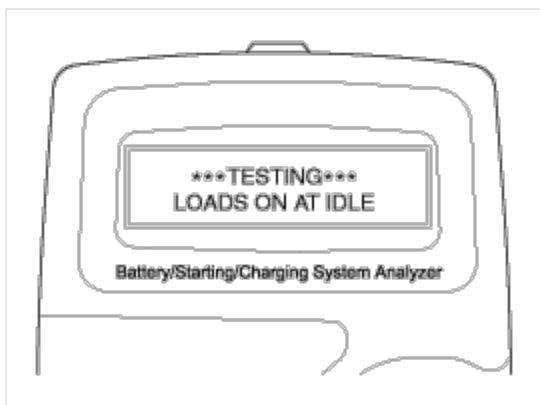 ***TESTING***
LOADS ON AT IDLE
Battery/Starting/Charging System Analyzer